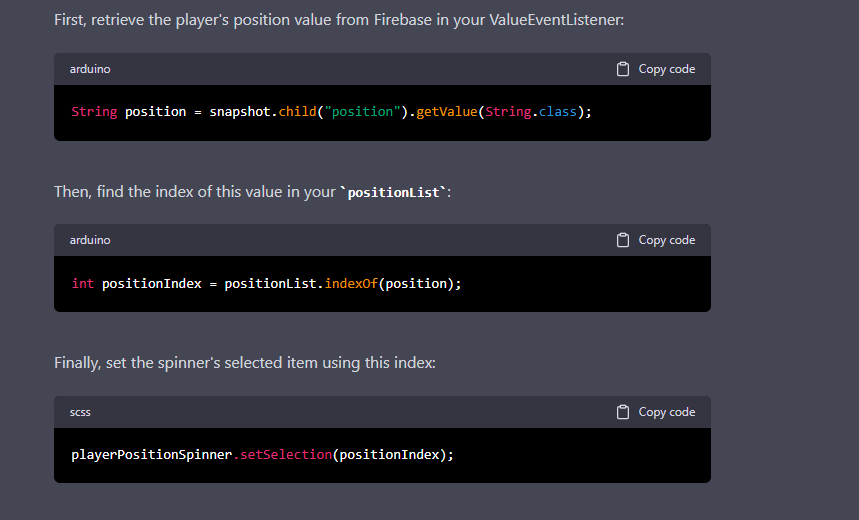 First, retrieve the player's position value from Firebase in your ValueEventListener:
arduino Copy code
String position = snapshot.child("position").getValue(String.class);
Then, find the index of this value in your `positionList`:
arduino Copy code
int positionIndex = positionList.indexOf(position);
Finally, set the spinner's selected item using this index:
scss Copy code
playerPositionSpinner.setSelection(positionIndex);